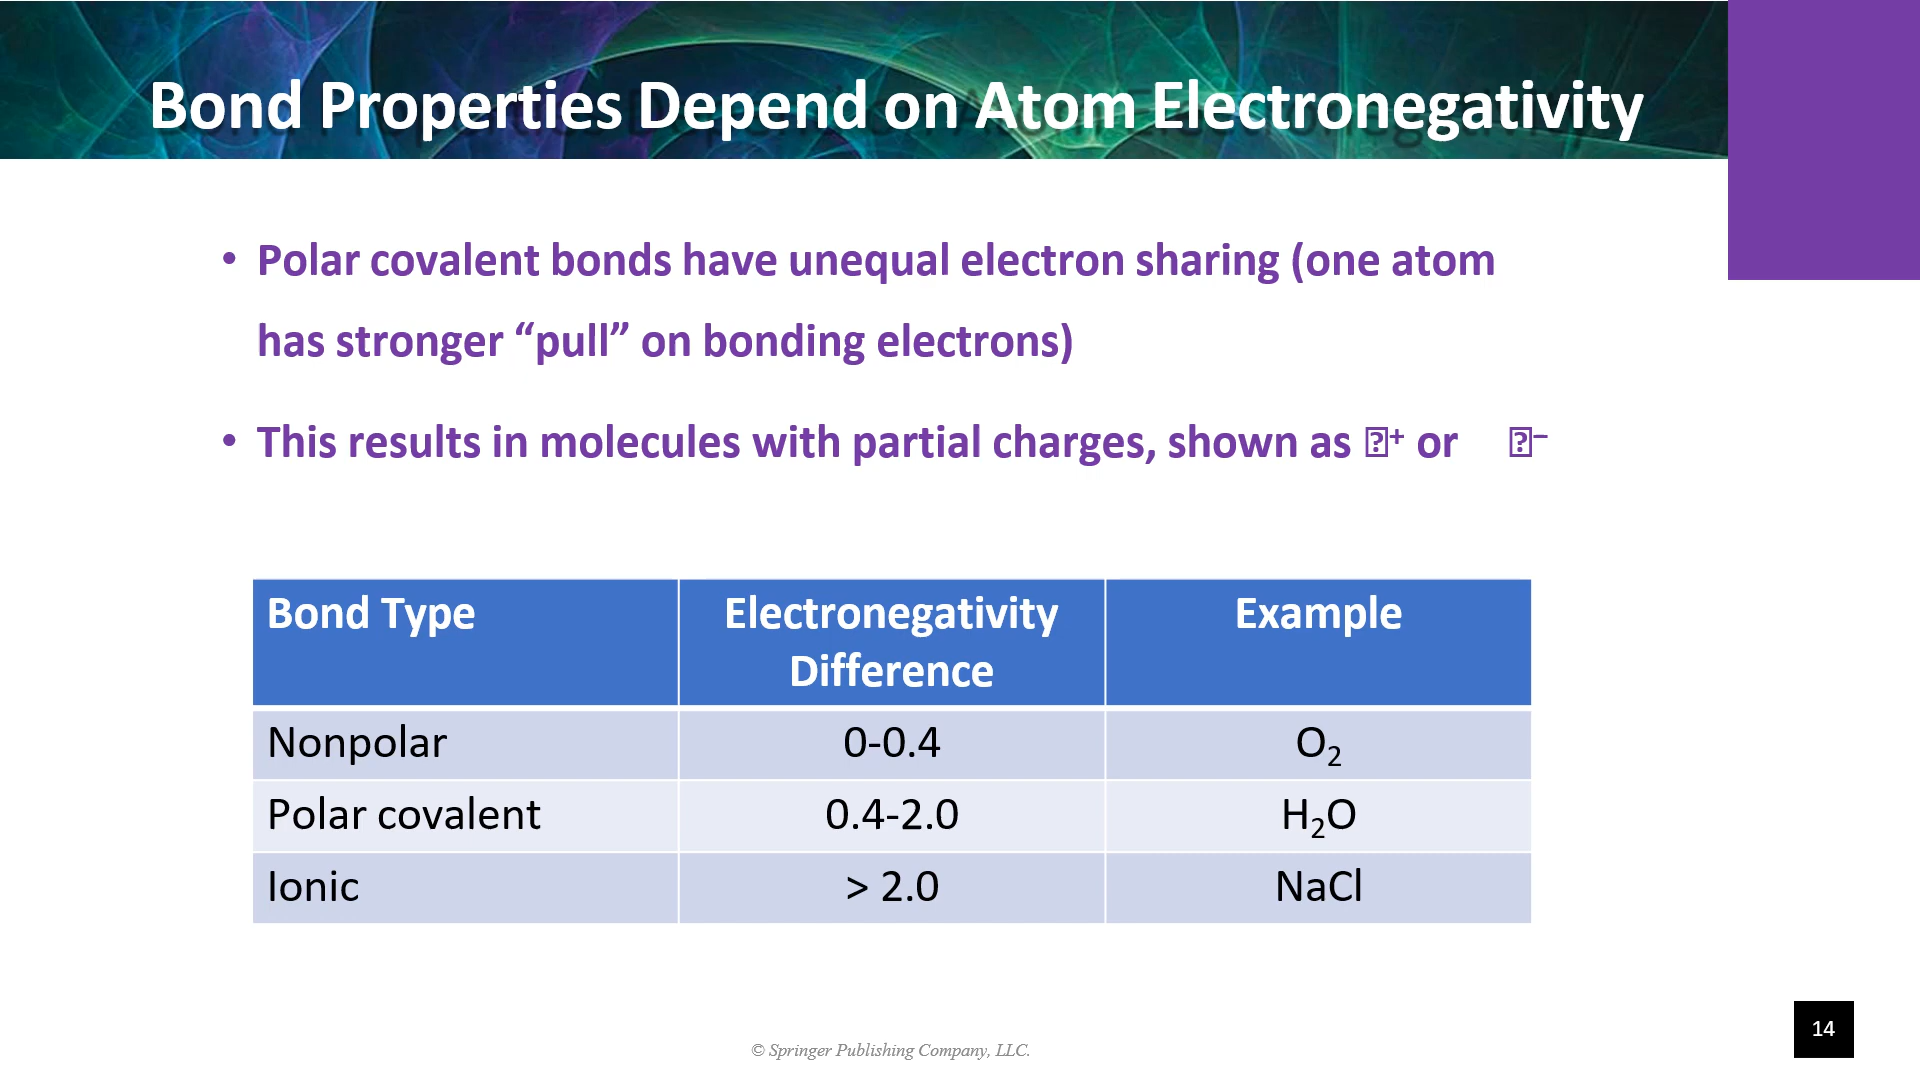 Bond Properties Depend on Atom Electronegativity
• Polar covalent bonds have unequal electron sharing (one atom
has stronger “pull” on bonding electrons)
• This results in molecules with partial charges, shown as ⍰⁺ or ⍰⁻
Bond Type
Electronegativity
Difference
Example
Nonpolar 0-0.4 O₂
Polar covalent 0.4-2.0 H₂O
Ionic > 2.0 NaCl
© Springer Publishing Company, LLC.
14